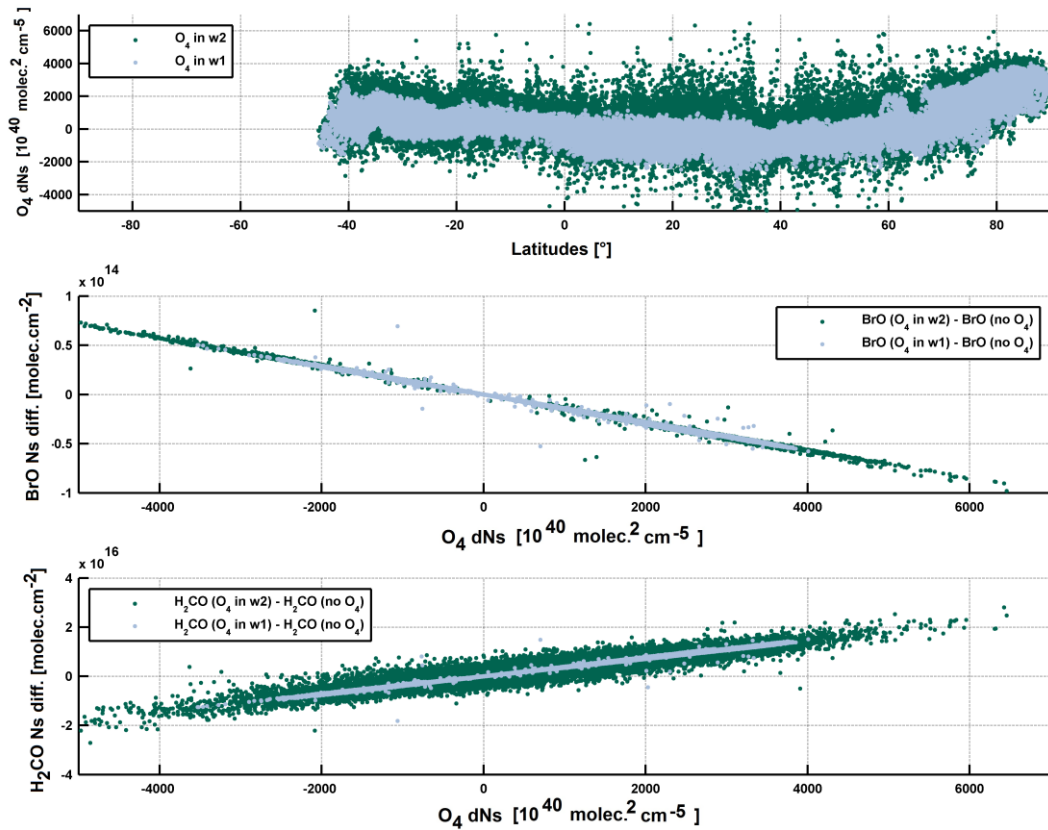 6000
4000
2000
0
-2000
-4000
O4 dNs [10^40 molec.^2 cm^-5]
O4 in w2
O4 in w1
-80 -60 -40 -20 0 20 40 60 80
Latitudes [°]
x 10^14
1
0.5
0
-0.5
-1
BrO Ns diff. [molec.cm^-2]
BrO (O4 in w2) - BrO (no O4)
BrO (O4 in w1) - BrO (no O4)
-4000 -2000 0 2000 4000 6000
O4 dNs [10^40 molec.^2 cm^-5 ]
x 10^16
4
2
0
-2
-4
H2CO Ns diff. [molec.cm^-2]
H2CO (O4 in w2) - H2CO (no O4)
H2CO (O4 in w1) - H2CO (no O4)
-4000 -2000 0 2000 4000 6000
O4 dNs [10^40 molec.^2 cm^-5 ]